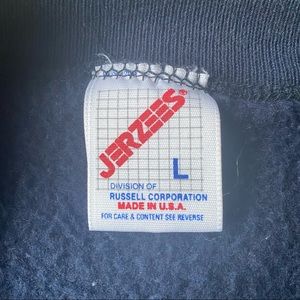 JERZEES®
L
DIVISION OF
RUSSELL CORPORATION
MADE IN U.S.A.
FOR CARE & CONTENT SEE REVERSE